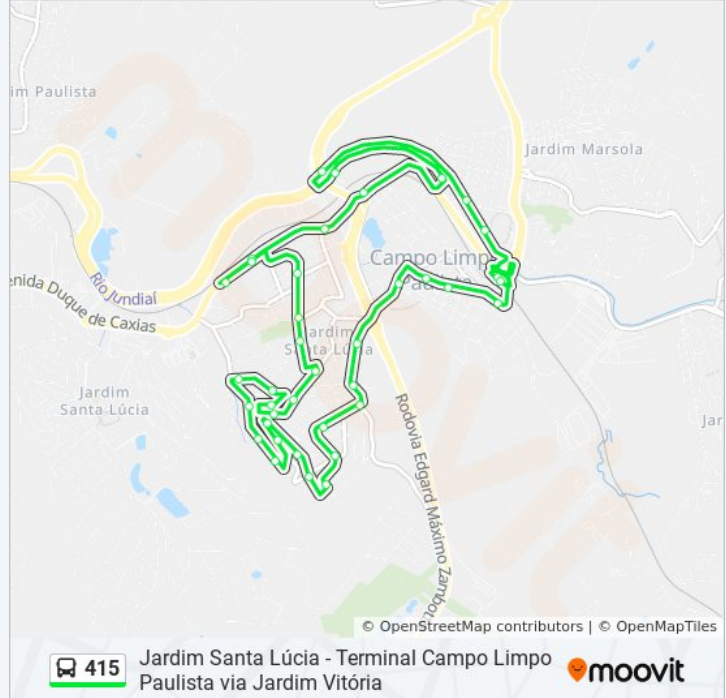 im Paulista
Jardim Marsola
Campo Limpo
Paulista
Rio Jundiaí
enida Duque de Caxias
Jardim
Santa Lúcia
Jardim
Santa Lúcia
Jar
Rodovia Edgard Máximo Zambot
© OpenStreetMap contributors | © OpenMapTiles
415
Jardim Santa Lúcia - Terminal Campo Limpo
Paulista via Jardim Vitória
moovit